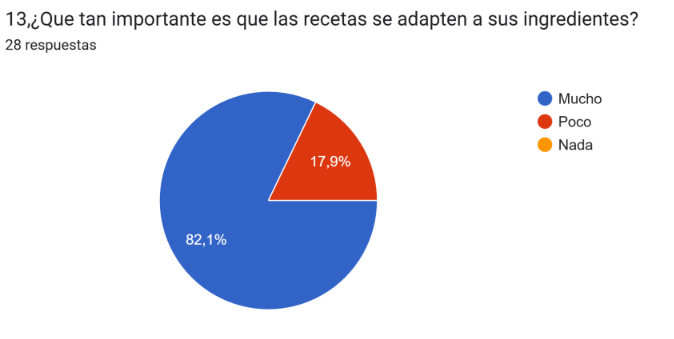 13,¿Que tan importante es que las recetas se adapten a sus ingredientes?
28 respuestas
Mucho
Poco
Nada
17,9%
82,1%